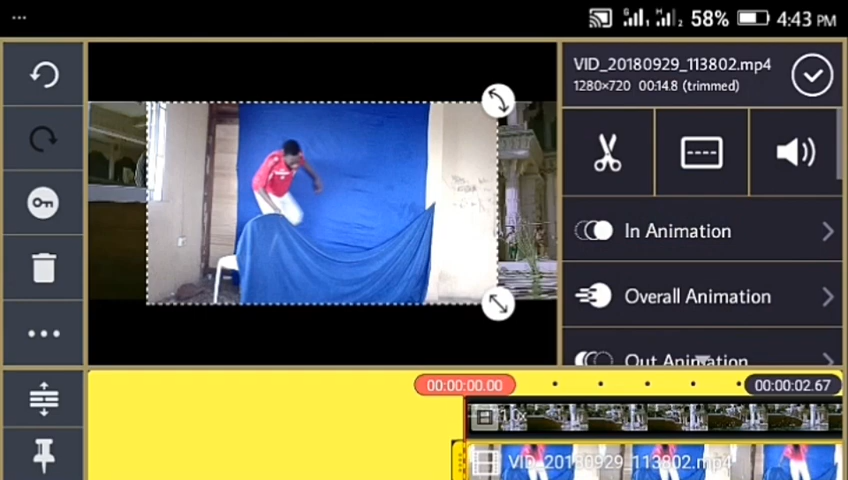 58% 4:43 PM
VID_20180929_113802.mp4
1280×720 00:14.8 (trimmed)
In Animation
Overall Animation
Out Animation
00:00:00.00
00:00:02.67
VID_20180929_113802.mp4